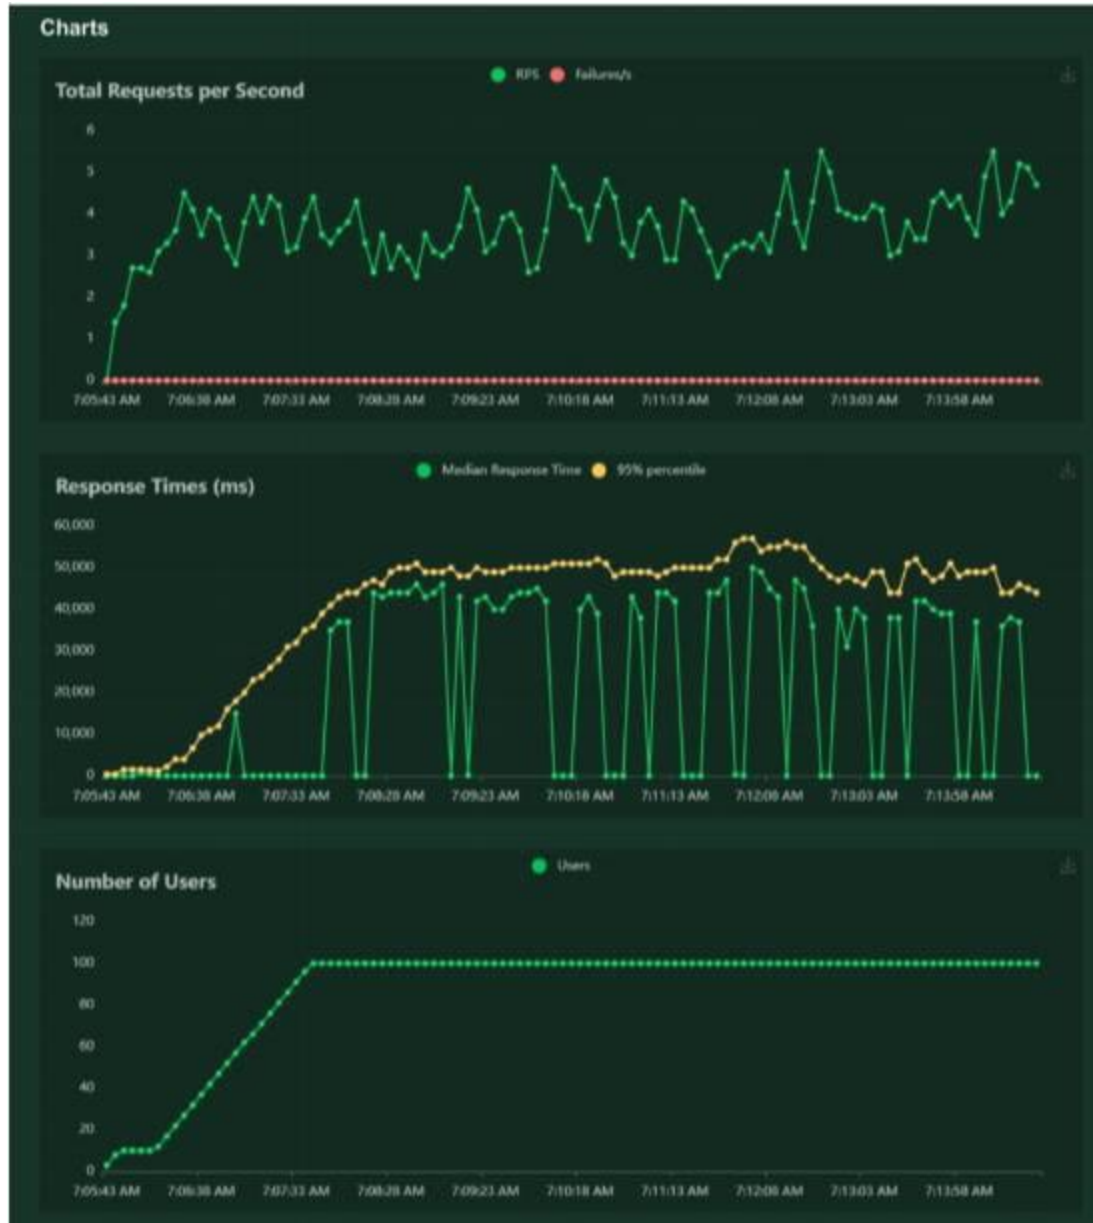 Charts
RPS Failures/s
Total Requests per Second
6
5
4
3
2
1
0
7:05:43 AM 7:06:38 AM 7:07:33 AM 7:08:28 AM 7:09:23 AM 7:10:18 AM 7:11:13 AM 7:12:08 AM 7:13:03 AM 7:13:58 AM
Median Response Time 95% percentile
Response Times (ms)
60,000
50,000
40,000
30,000
20,000
10,000
0
7:05:43 AM 7:06:38 AM 7:07:33 AM 7:08:28 AM 7:09:23 AM 7:10:18 AM 7:11:13 AM 7:12:08 AM 7:13:03 AM 7:13:58 AM
Users
Number of Users
120
100
80
60
40
20
0
7:05:43 AM 7:06:38 AM 7:07:33 AM 7:08:28 AM 7:09:23 AM 7:10:18 AM 7:11:13 AM 7:12:08 AM 7:13:03 AM 7:13:58 AM